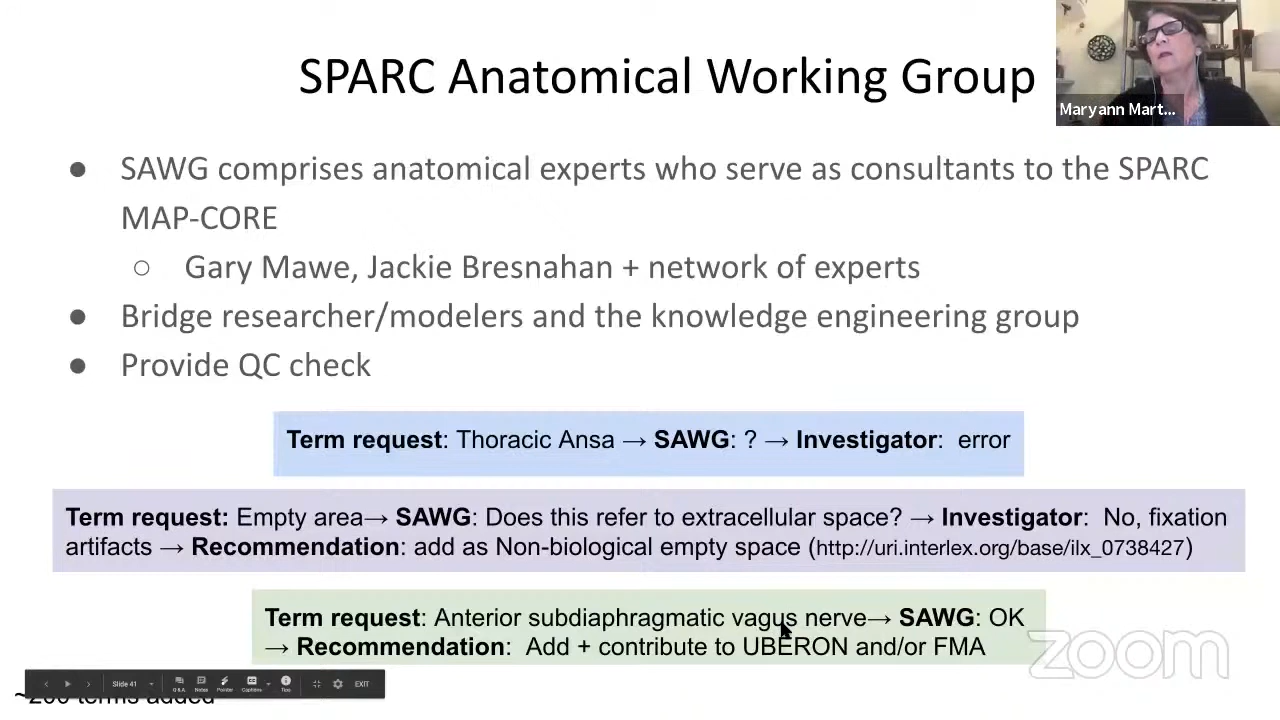 SPARC Anatomical Working Group
Maryann Mart...
● SAWG comprises anatomical experts who serve as consultants to the SPARC
MAP-CORE
○ Gary Mawe, Jackie Bresnahan + network of experts
● Bridge researcher/modelers and the knowledge engineering group
● Provide QC check
Term request: Thoracic Ansa → SAWG: ? → Investigator: error
Term request: Empty area→ SAWG: Does this refer to extracellular space? → Investigator: No, fixation
artifacts → Recommendation: add as Non-biological empty space (http://uri.interlex.org/base/ilx_0738427)
Term request: Anterior subdiaphragmatic vagus nerve→ SAWG: OK
→ Recommendation: Add + contribute to UBERON and/or FMA
zoom
Slide 41
Q&A Notes Pointer Captions Tips EXIT
~200 terms added